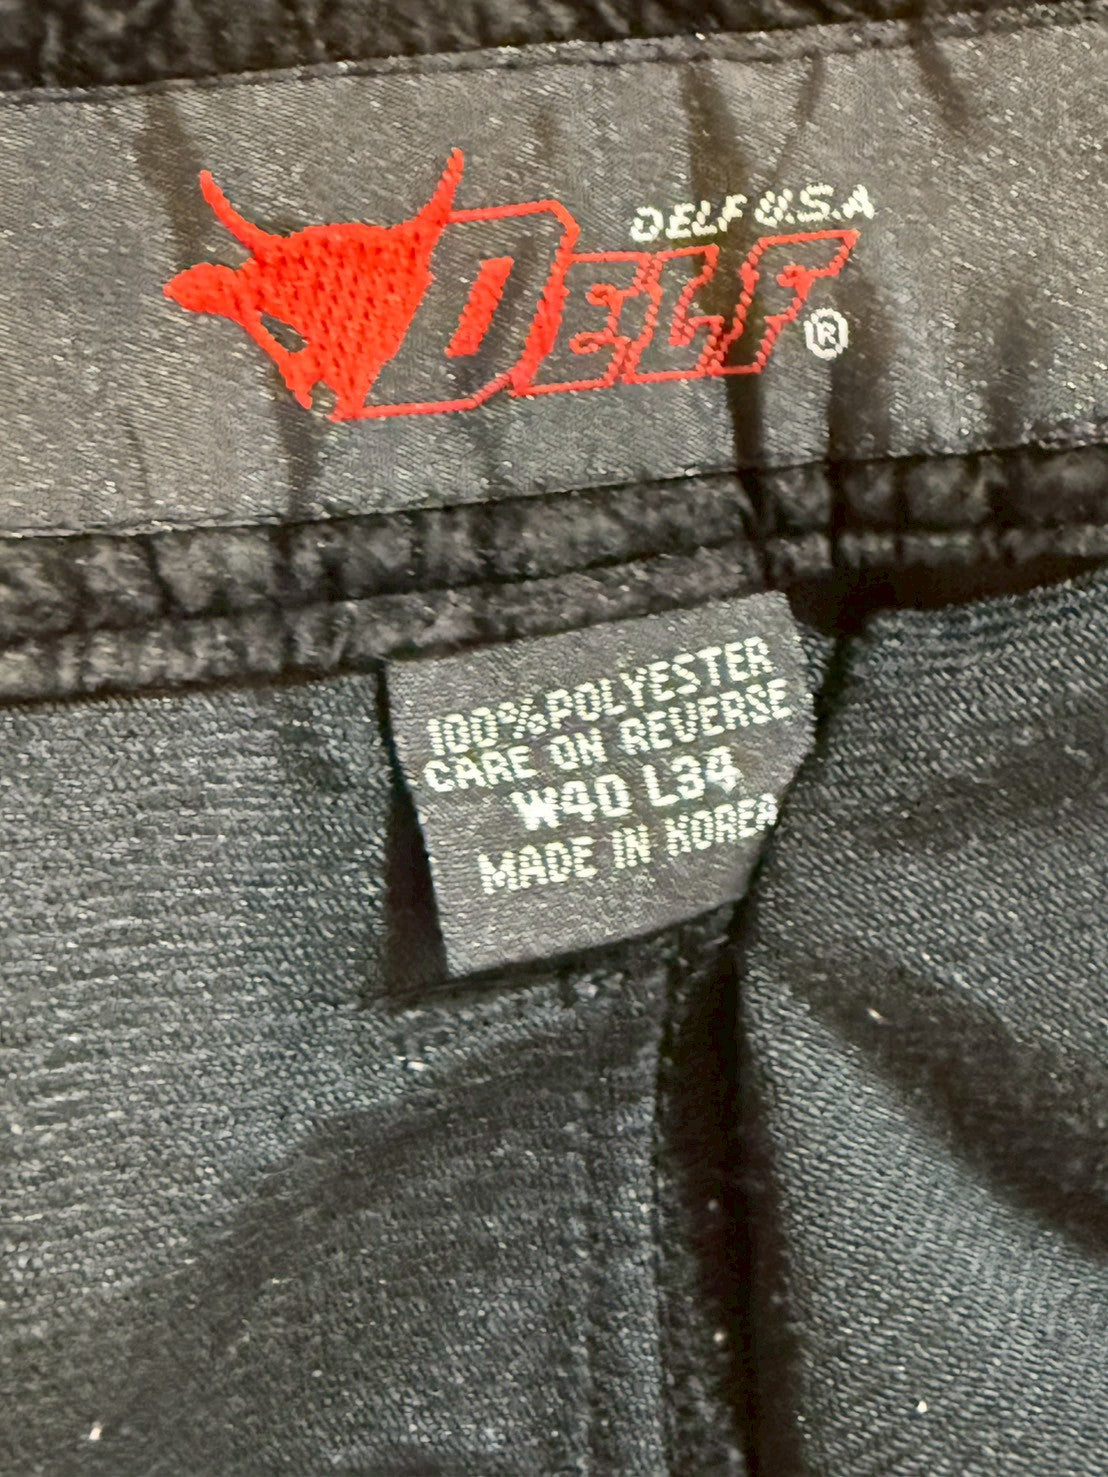 DELF U.S.A
DELF ®
100% POLYESTER
CARE ON REVERSE
W40 L34
MADE IN KOREA